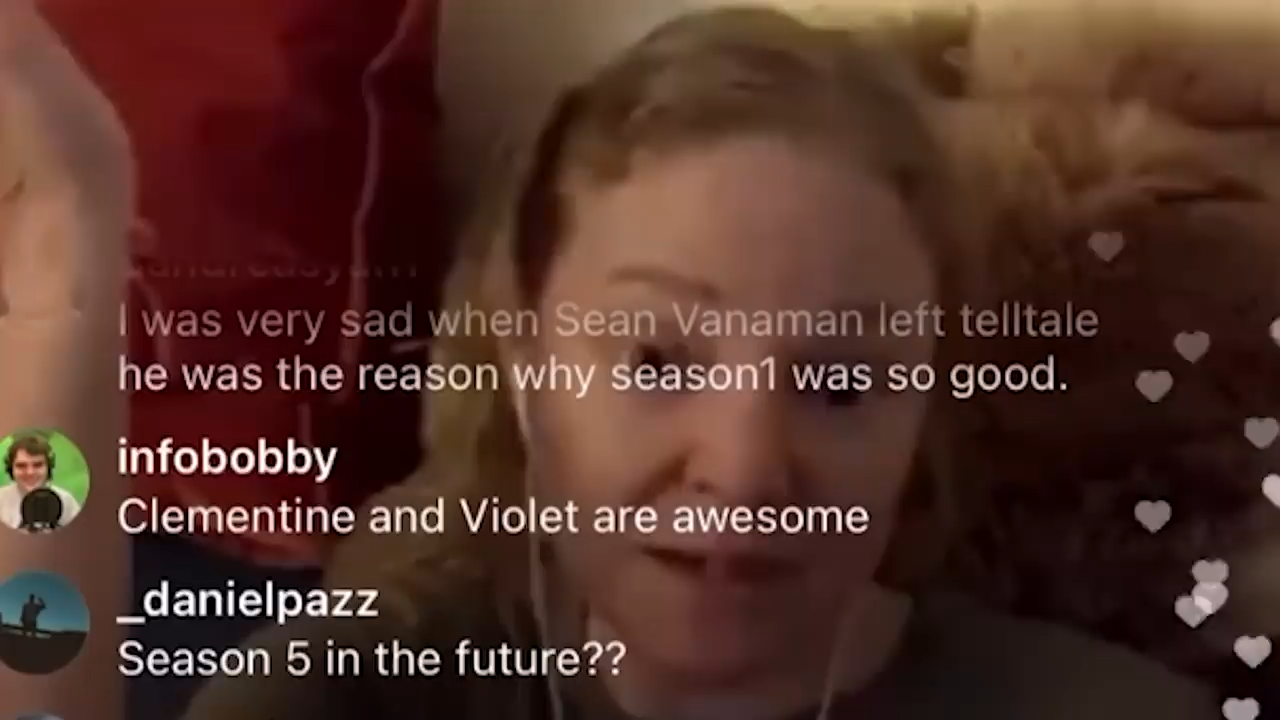 I was very sad when Sean Vanaman left telltale
he was the reason why season1 was so good.
infobobby
Clementine and Violet are awesome
_danielpazz
Season 5 in the future??